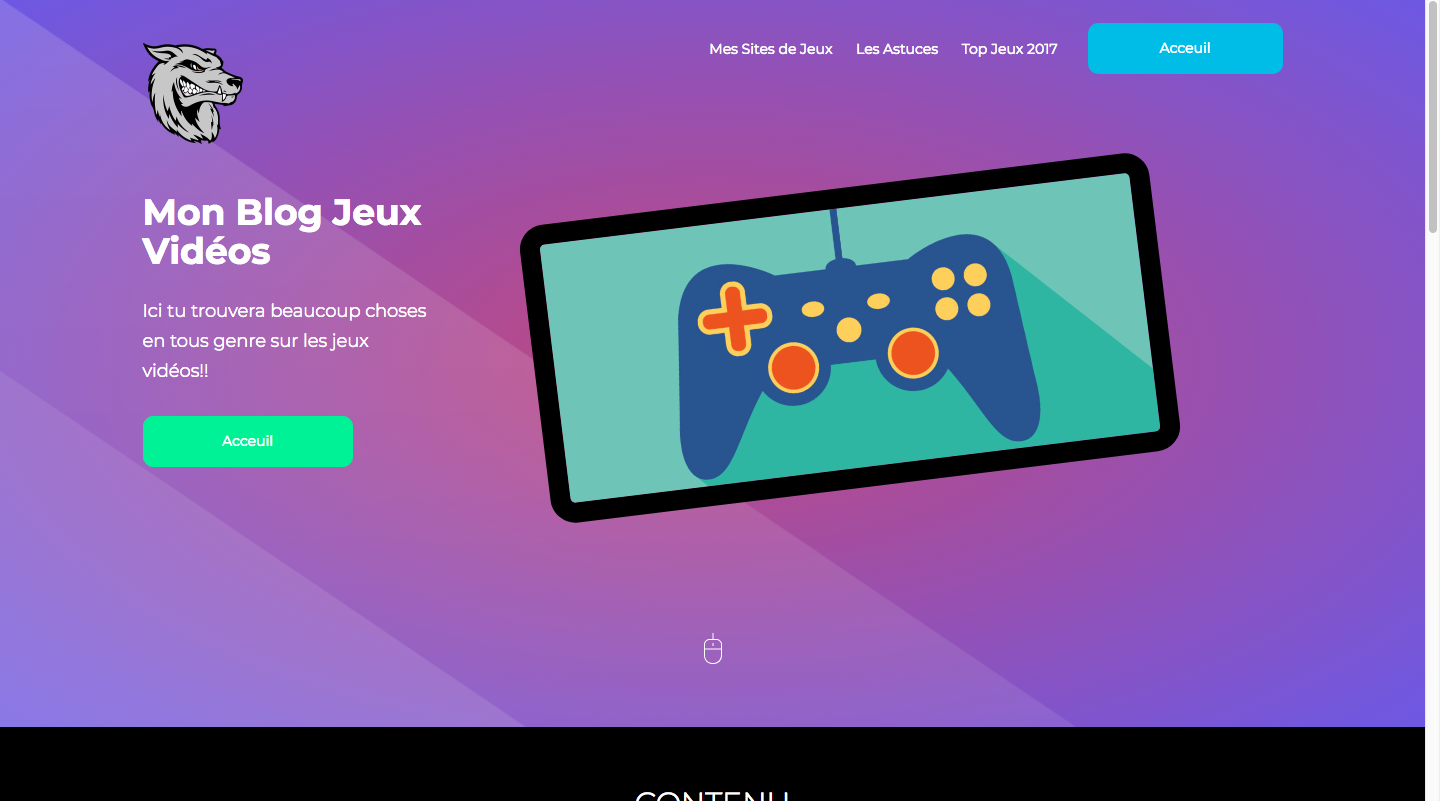 Mes Sites de Jeux Les Astuces Top Jeux 2017 Acceuil
Mon Blog Jeux
Vidéos
Ici tu trouvera beaucoup choses
en tous genre sur les jeux
vidéos!!
Acceuil
CONTENU